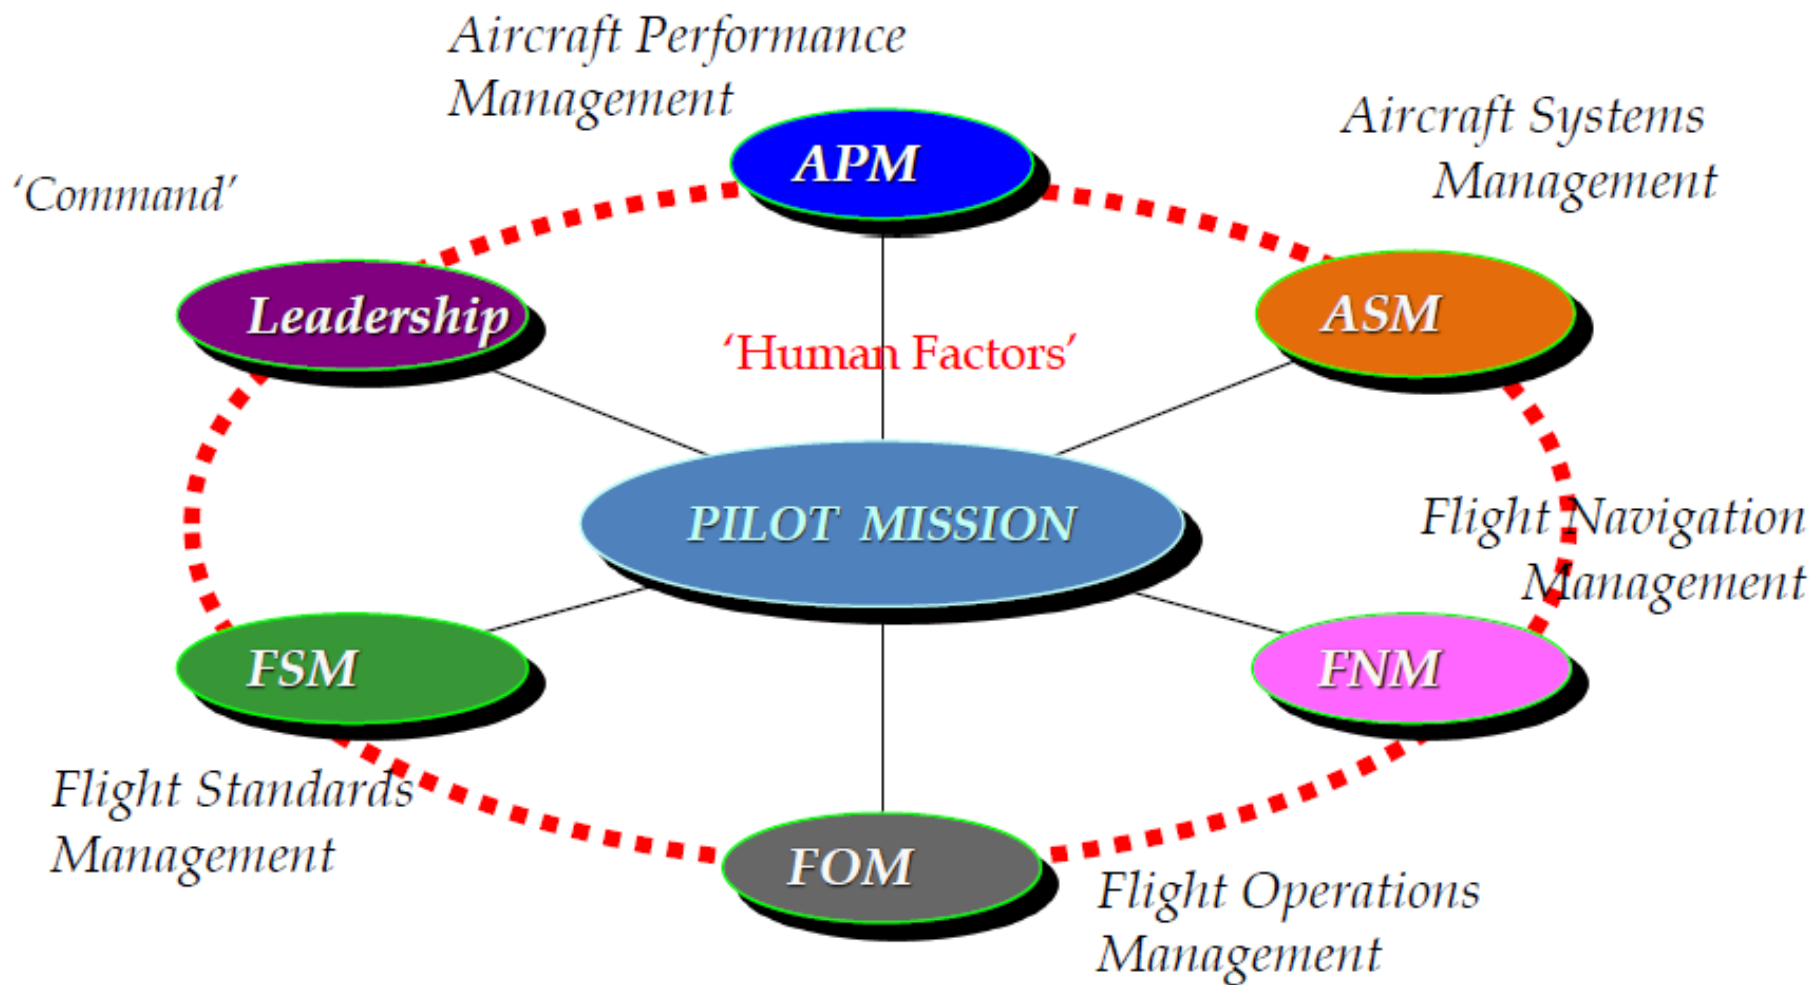 Aircraft Performance
Management
APM
Aircraft Systems
Management
‘Command’
Leadership
ASM
‘Human Factors’
PILOT MISSION
Flight Navigation
Management
FSM
FNM
Flight Standards
Management
FOM
Flight Operations
Management